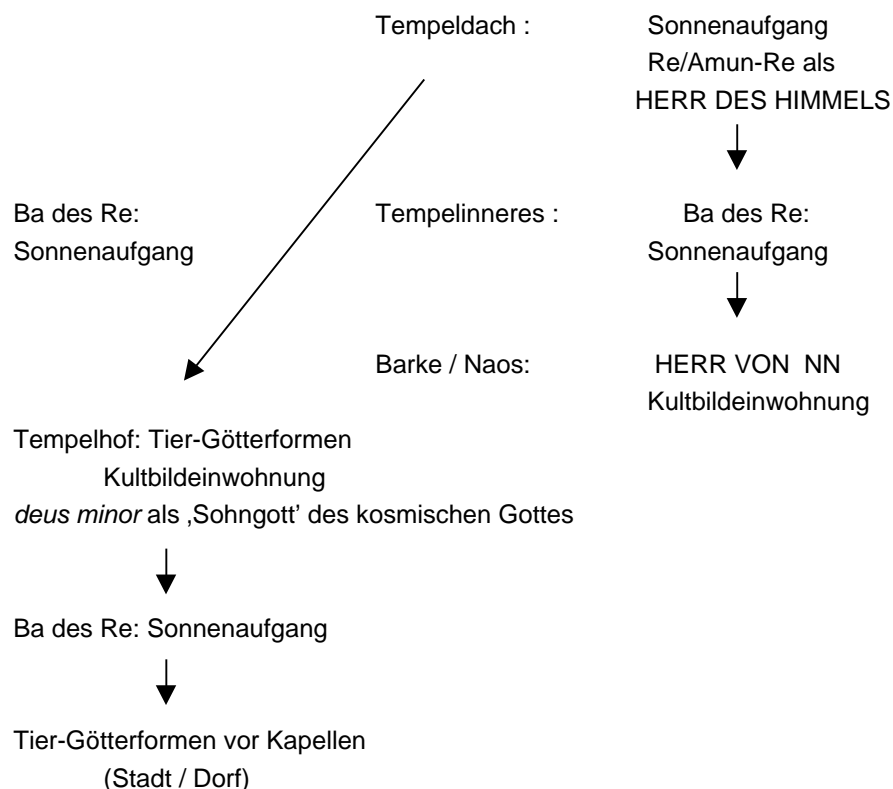 Tempeldach : Sonnenaufgang
Re/Amun-Re als
HERR DES HIMMELS
Ba des Re: Tempelinneres : Ba des Re:
Sonnenaufgang Sonnenaufgang
Barke / Naos: HERR VON NN
Kultbildeinwohnung
Tempelhof: Tier-Götterformen
Kultbildeinwohnung
deus minor als ‚Sohngott’ des kosmischen Gottes
Ba des Re: Sonnenaufgang
Tier-Götterformen vor Kapellen
(Stadt / Dorf)